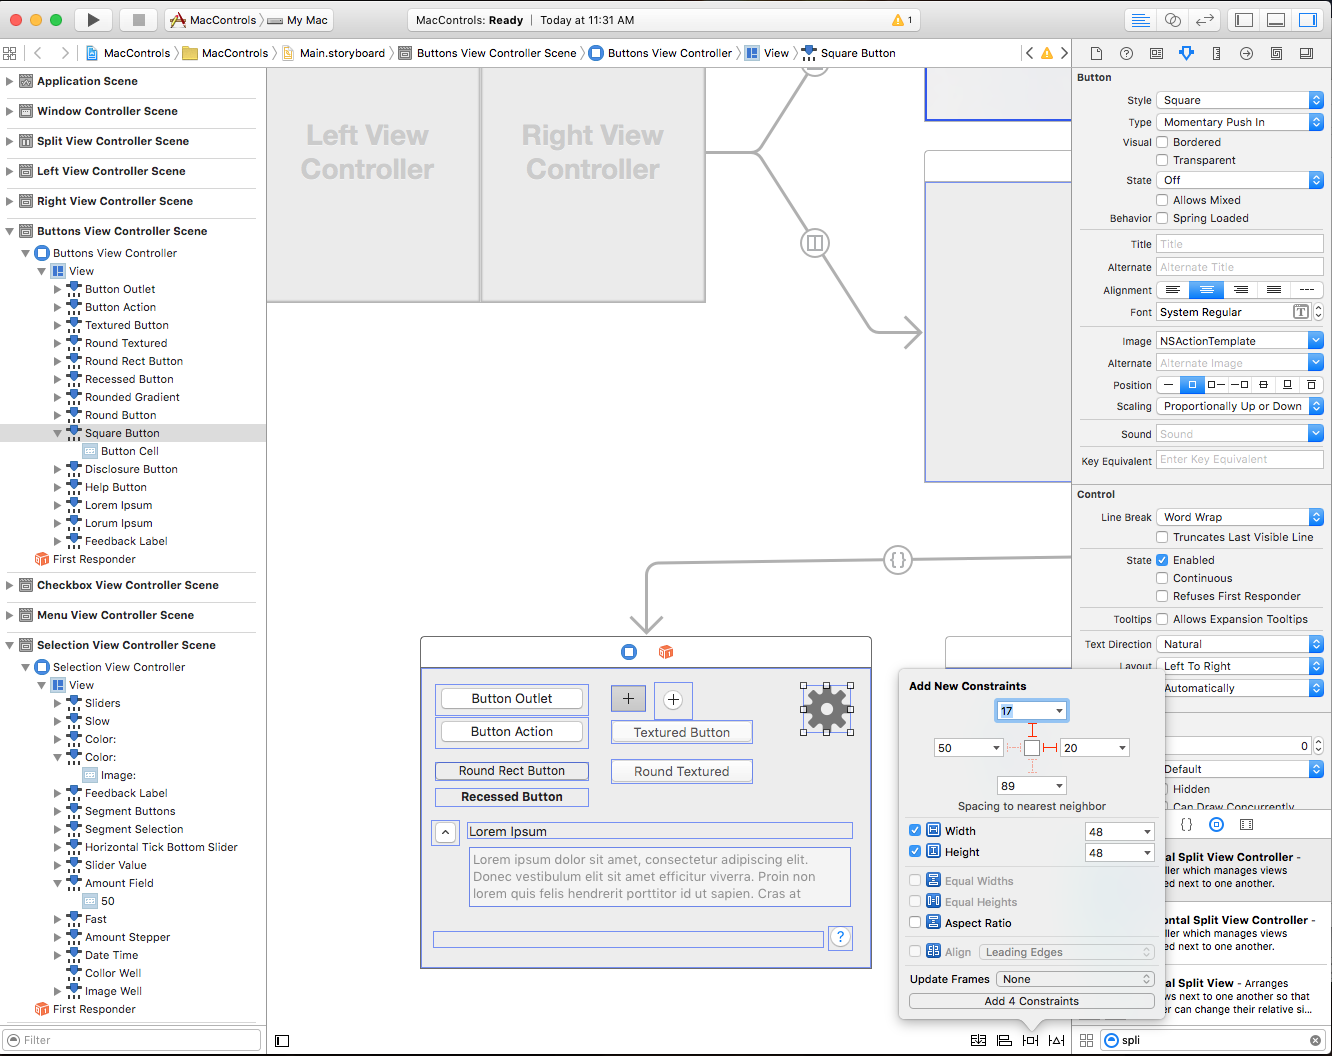 MacControls
My Mac
MacControls: Ready | Today at 11:31 AM
1
MacControls
MacControls
Main.storyboard
Buttons View Controller Scene
Buttons View Controller
View
Square Button
Application Scene
Window Controller Scene
Split View Controller Scene
Left View Controller Scene
Right View Controller Scene
Buttons View Controller Scene
Buttons View Controller
View
Button Outlet
Button Action
Textured Button
Round Textured
Round Rect Button
Recessed Button
Rounded Gradient
Round Button
Square Button
Button Cell
Disclosure Button
Help Button
Lorem Ipsum
Lorum Ipsum
Feedback Label
First Responder
Checkbox View Controller Scene
Menu View Controller Scene
Selection View Controller Scene
Selection View Controller
View
Sliders
Slow
Color:
Color:
Image:
Feedback Label
Segment Buttons
Segment Selection
Horizontal Tick Bottom Slider
Slider Value
Amount Field
50
Fast
Amount Stepper
Date Time
Collor Well
Image Well
First Responder
Filter
Left View
Controller
Right View
Controller
{}
Button Outlet
Button Action
Round Rect Button
Recessed Button
Textured Button
Round Textured
Lorem Ipsum
Lorem ipsum dolor sit amet, consectetur adipiscing elit.
Donec vestibulum elit sit amet efficitur viverra. Proin non
lorem quis felis hendrerit porttitor id ut sapien. Cras at
?
Add New Constraints
17
50
20
89
Spacing to nearest neighbor
Width 48
Height 48
Equal Widths
Equal Heights
Aspect Ratio
Align Leading Edges
Update Frames None
Add 4 Constraints
Button
Style Square
Type Momentary Push In
Visual Bordered
Transparent
State Off
Allows Mixed
Behavior Spring Loaded
Title Title
Alternate Alternate Title
Alignment
Font System Regular
Image NSActionTemplate
Alternate Alternate Image
Position
Scaling Proportionally Up or Down
Sound Sound
Key Equivalent Enter Key Equivalent
Control
Line Break Word Wrap
Truncates Last Visible Line
State Enabled
Continuous
Refuses First Responder
Tooltips Allows Expansion Tooltips
Text Direction Natural
Layout Left To Right
Automatically
0
Default
Hidden
Can Draw Concurrently
{}
al Split View Controller -
ller which manages views
ed next to one another.
ontal Split View Controller -
ller which manages views
ed next to one another.
al Split View - Arranges
ws next to one another so that
er can change their relative si...
spli